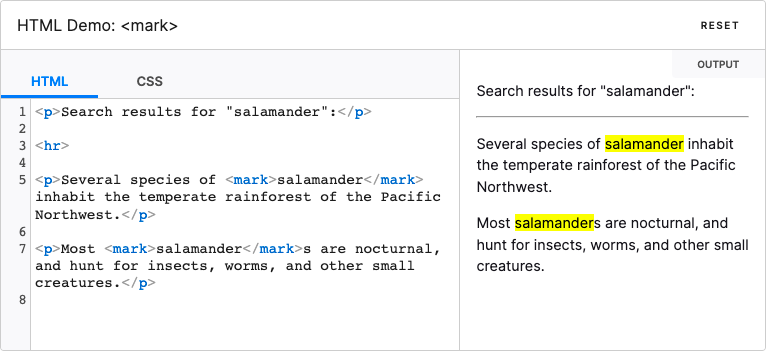 HTML Demo: <mark>
RESET
HTML
CSS
1 <p>Search results for "salamander":</p>
2
3 <hr>
4
5 <p>Several species of <mark>salamander</mark>
inhabit the temperate rainforest of the Pacific
Northwest.</p>
6
7 <p>Most <mark>salamander</mark>s are nocturnal,
and hunt for insects, worms, and other small
creatures.</p>
8
OUTPUT
Search results for "salamander":
Several species of salamander inhabit
the temperate rainforest of the Pacific
Northwest.
Most salamanders are nocturnal, and
hunt for insects, worms, and other small
creatures.